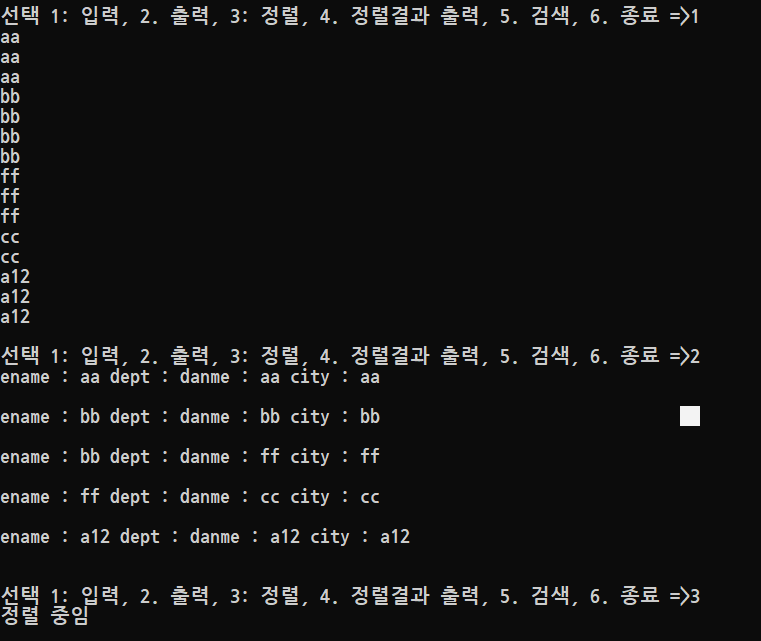 선택 1: 입력, 2. 출력, 3: 정렬, 4. 정렬결과 출력, 5. 검색, 6. 종료 =>1
aa
aa
aa
bb
bb
bb
bb
ff
ff
ff
cc
cc
a12
a12
a12
선택 1: 입력, 2. 출력, 3: 정렬, 4. 정렬결과 출력, 5. 검색, 6. 종료 =>2
ename : aa dept : danme : aa city : aa
ename : bb dept : danme : bb city : bb
ename : bb dept : danme : ff city : ff
ename : ff dept : danme : cc city : cc
ename : a12 dept : danme : a12 city : a12
선택 1: 입력, 2. 출력, 3: 정렬, 4. 정렬결과 출력, 5. 검색, 6. 종료 =>3
정렬 중임